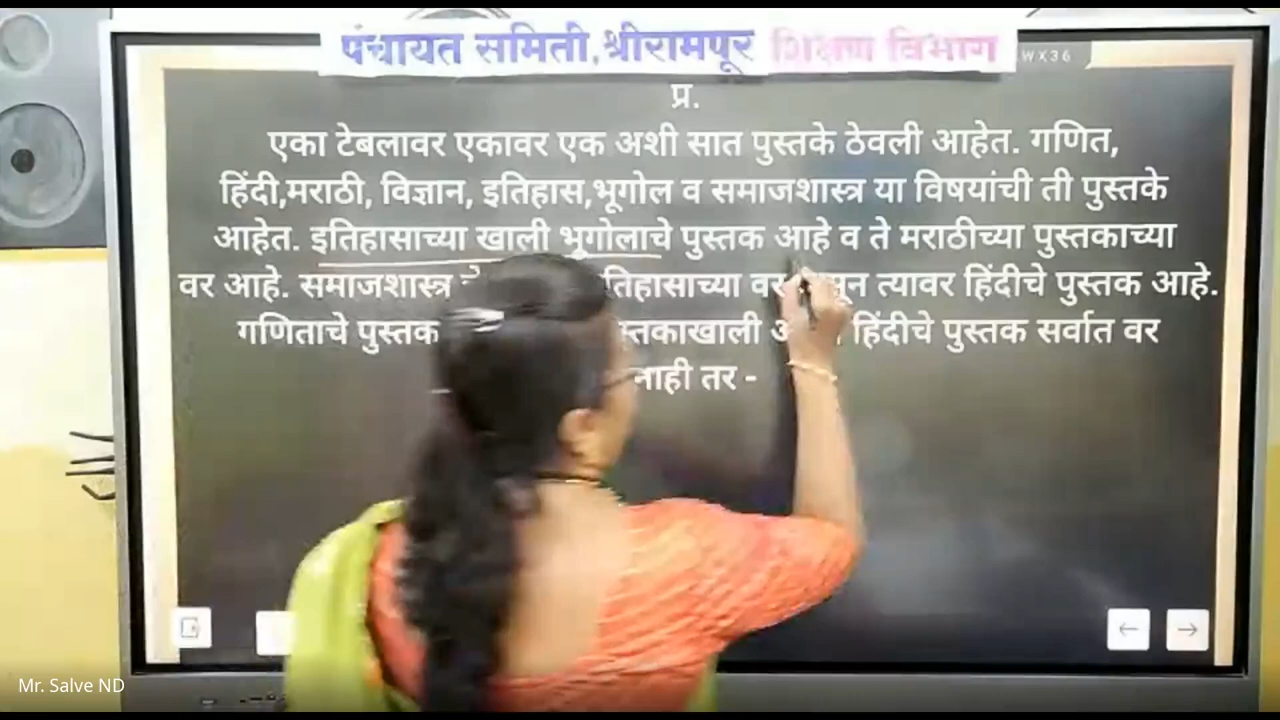 पंचायत समिती,श्रीरामपूर शिक्षण विभाग
WX36
प्र.
एका टेबलावर एकावर एक अशी सात पुस्तके ठेवली आहेत. गणित,
हिंदी,मराठी, विज्ञान, इतिहास,भूगोल व समाजशास्त्र या विषयांची ती पुस्तके
आहेत. इतिहासाच्या खाली भूगोलाचे पुस्तक आहे व ते मराठीच्या पुस्तकाच्या
वर आहे. समाजशास्त्र वर त्यावर हिंदीचे पुस्तक आहे.
गणिताचे पुस्तक हिंदीचे पुस्तक सर्वात वर
नाही तर -
Mr. Salve ND